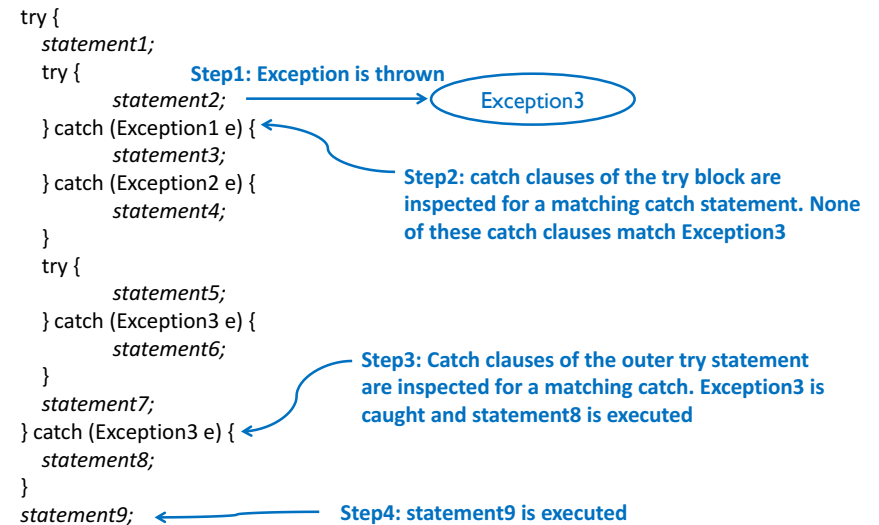 try {
statement1;
try {
Step1: Exception is thrown
statement2;
Exception3
} catch (Exception1 e) {
statement3;
} catch (Exception2 e) {
statement4;
}
Step2: catch clauses of the try block are
inspected for a matching catch statement. None
of these catch clauses match Exception3
try {
statement5;
} catch (Exception3 e) {
statement6;
}
statement7;
Step3: Catch clauses of the outer try statement
are inspected for a matching catch. Exception3 is
caught and statement8 is executed
} catch (Exception3 e) {
statement8;
}
statement9;
Step4: statement9 is executed